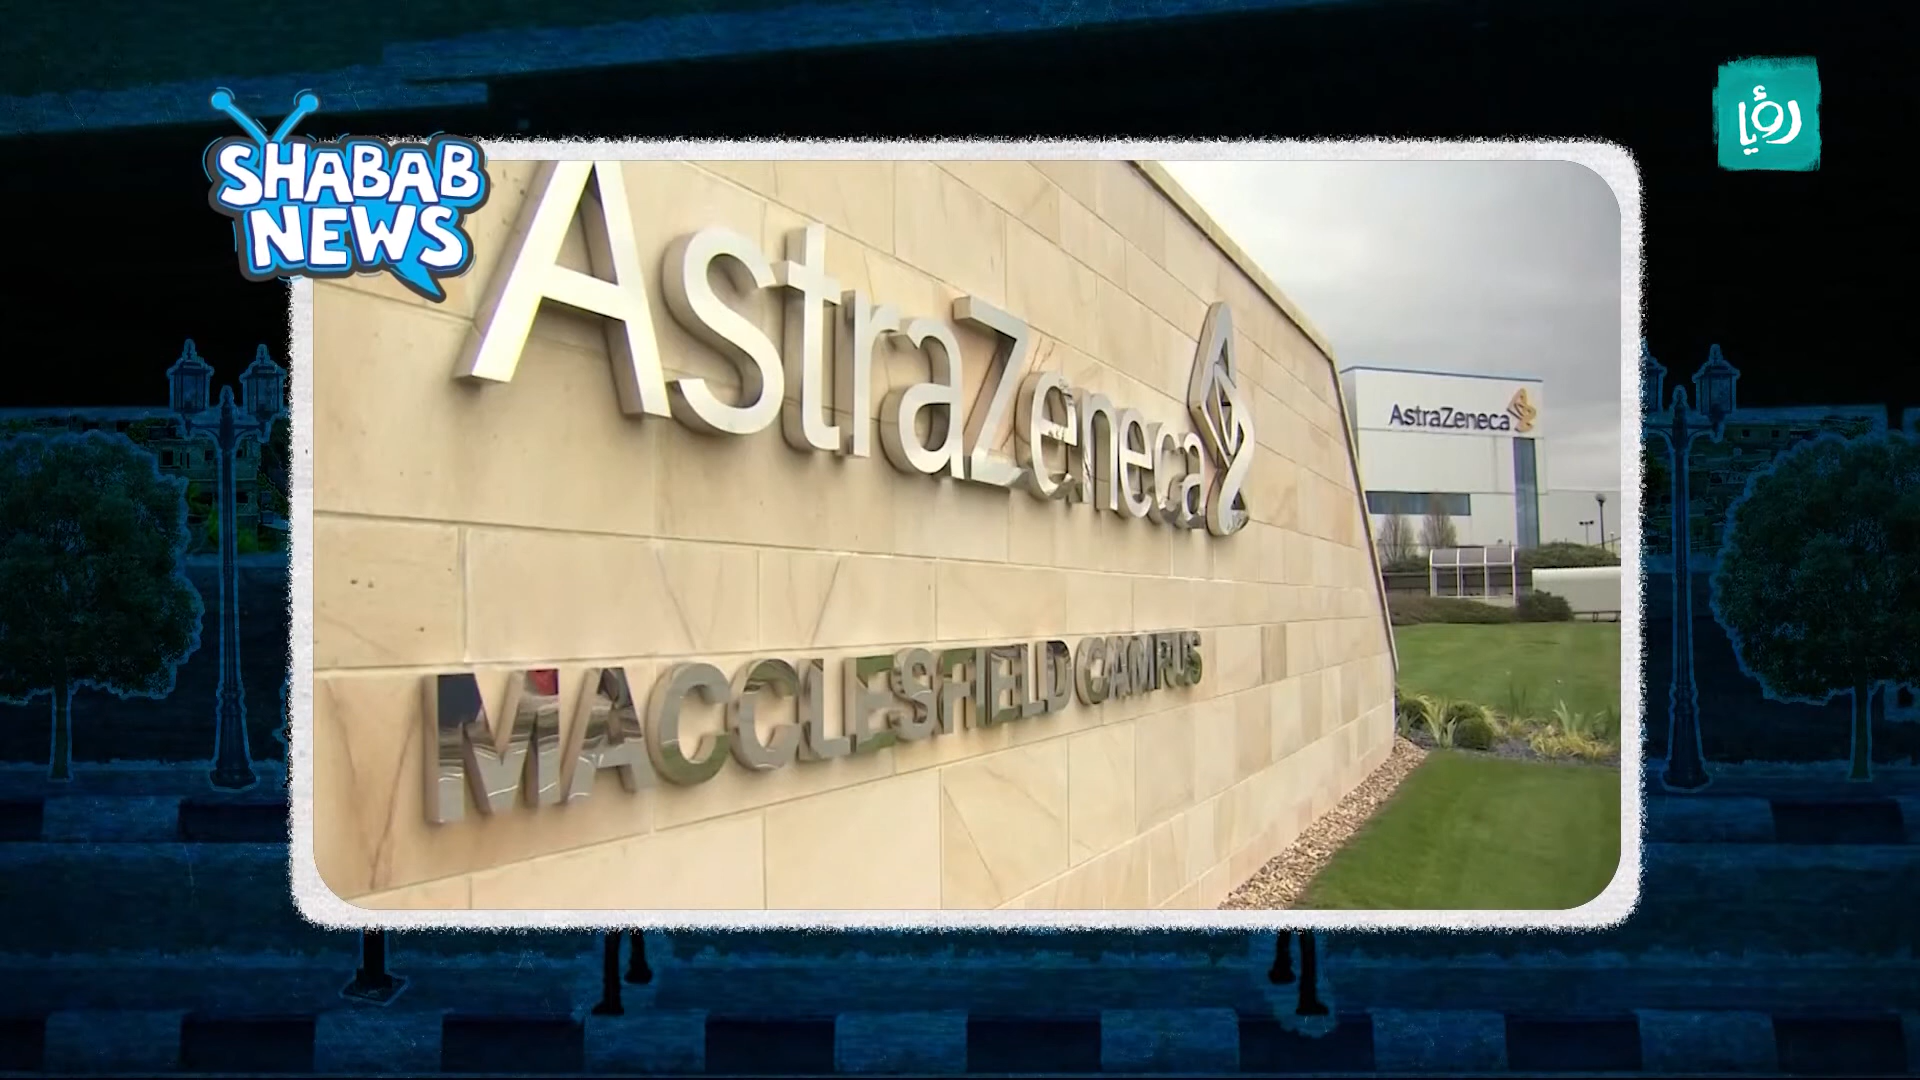 SHABAB
NEWS
رؤيا
AstraZeneca
AstraZeneca
MACCLESFIELD CAMPUS